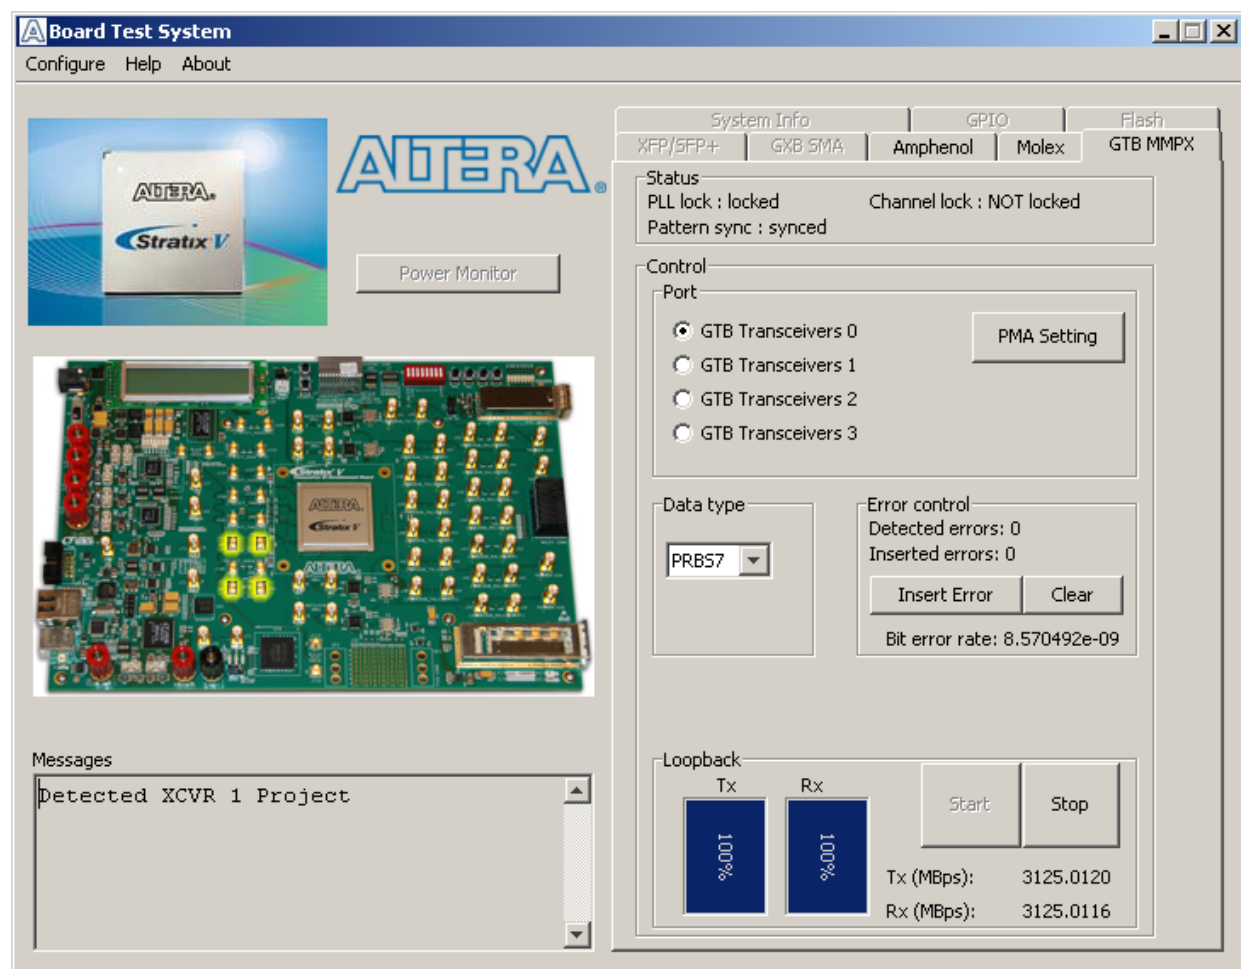 Board Test System
Configure Help About
ALTERA®
Stratix V
ALTERA®
Power Monitor
Stratix V
ALTERA
Stratix V
ALTERA
Messages
Detected XCVR 1 Project
System Info GPIO Flash
XFP/SFP+ GXB SMA Amphenol Molex GTB MMPX
Status
PLL lock : locked Channel lock : NOT locked
Pattern sync : synced
Control
Port
GTB Transceivers 0
GTB Transceivers 1
GTB Transceivers 2
GTB Transceivers 3
PMA Setting
Data type
PRBS7
Error control
Detected errors: 0
Inserted errors: 0
Insert Error Clear
Bit error rate: 8.570492e-09
Loopback
Tx Rx
100% 100%
Start Stop
Tx (MBps): 3125.0120
Rx (MBps): 3125.0116